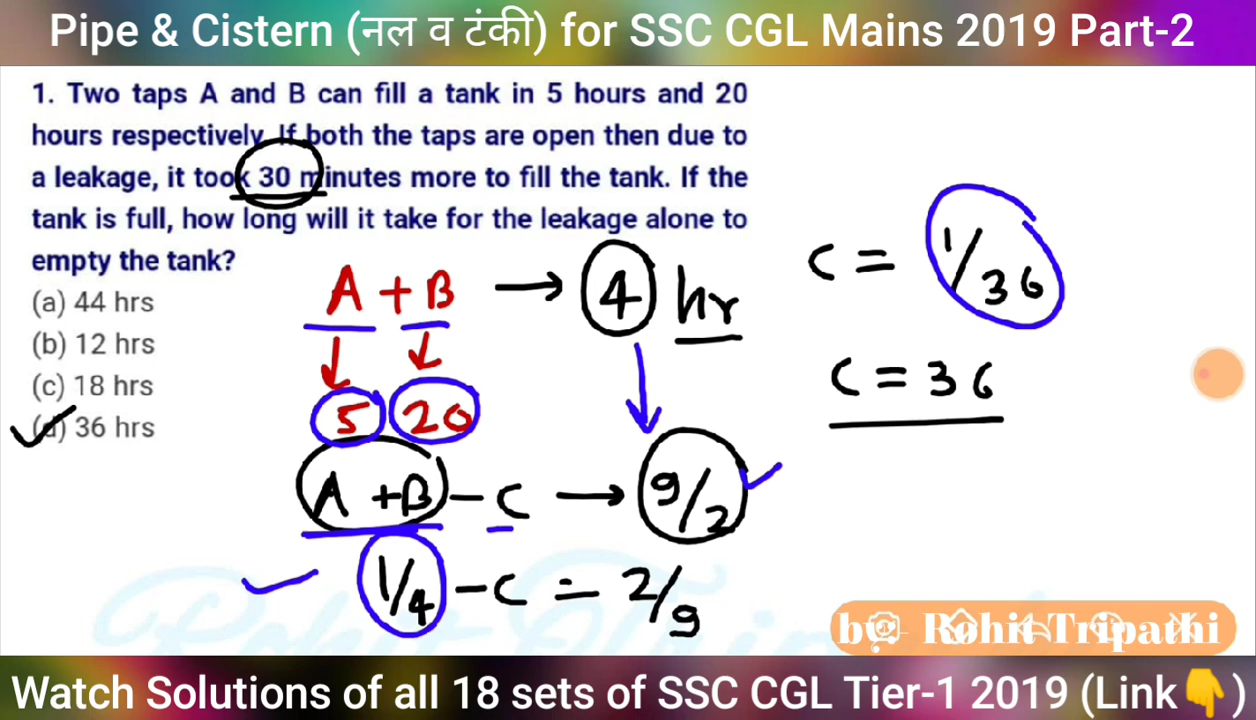 Pipe & Cistern (नल व टंकी) for SSC CGL Mains 2019 Part-2
1. Two taps A and B can fill a tank in 5 hours and 20
hours respectively. If both the taps are open then due to
a leakage, it took 30 minutes more to fill the tank. If the
tank is full, how long will it take for the leakage alone to
empty the tank?
(a) 44 hrs
(b) 12 hrs
(c) 18 hrs
(d) 36 hrs
A + B → 4 hr
5 20
A + B - C → 9/2
1/4 - C = 2/9
C = 1/36
C = 36
by: Rohit Tripathi
Watch Solutions of all 18 sets of SSC CGL Tier-1 2019 (Link👇)